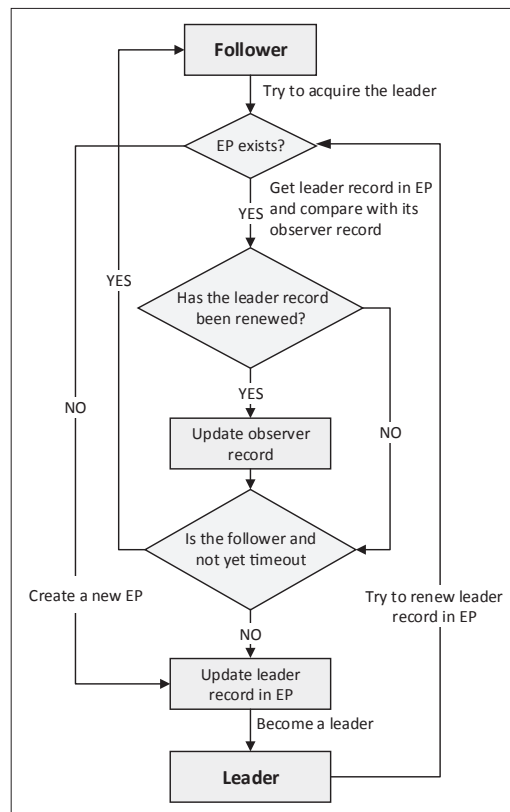 Follower
Try to acquire the leader
EP exists?
Get leader record in EP
and compare with its
observer record
YES
YES
Has the leader record
been renewed?
YES
NO
NO
Update observer
record
Is the follower and
not yet timeout
Create a new EP
Try to renew leader
record in EP
NO
Update leader
record in EP
Become a leader
Leader